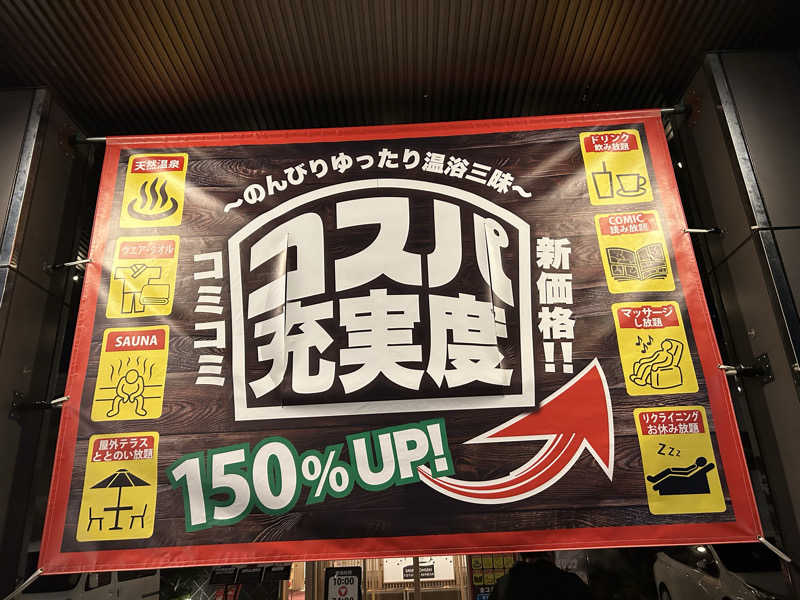 〜のんびりゆったり温浴三昧〜
コミコミ
コスパ
充実度
新価格!!
150%UP!
天然温泉
ウエア・タオル
SAUNA
屋外テラス
ととのい放題
ドリンク
飲み放題
COMIC
読み放題
マッサージ
し放題
リクライニング
お休み放題
ZZZ
10:00